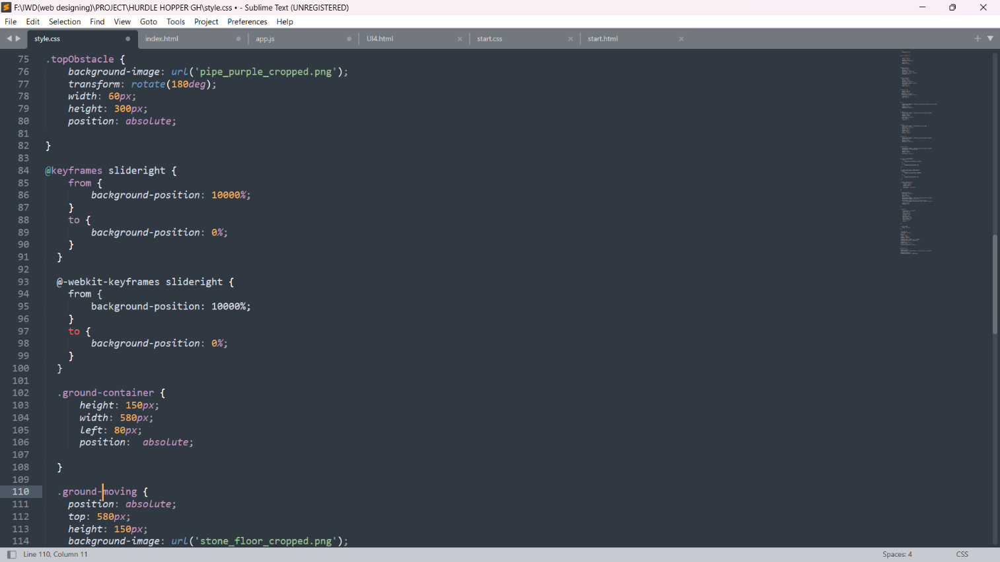 F:\IWD(web designing)\PROJECT\HURDLE HOPPER GH\style.css • - Sublime Text (UNREGISTERED)
File Edit Selection Find View Goto Tools Project Preferences Help
style.css index.html app.js UI4.html start.css start.html
75 .topObstacle {
76     background-image: url('pipe_purple_cropped.png');
77     transform: rotate(180deg);
78     width: 60px;
79     height: 300px;
80     position: absolute;
81
82 }
83
84 @keyframes slideright {
85     from {
86         background-position: 10000%;
87     }
88     to {
89         background-position: 0%;
90     }
91   }
92
93   @-webkit-keyframes slideright {
94     from {
95         background-position: 10000%;
96     }
97     to {
98         background-position: 0%;
99     }
100   }
101
102   .ground-container {
103       height: 150px;
104       width: 580px;
105       left: 80px;
106       position:  absolute;
107
108   }
109
110   .ground-moving {
111     position: absolute;
112     top: 580px;
113     height: 150px;
114     background-image: url('stone_floor_cropped.png');
Line 110, Column 11 Spaces: 4 CSS